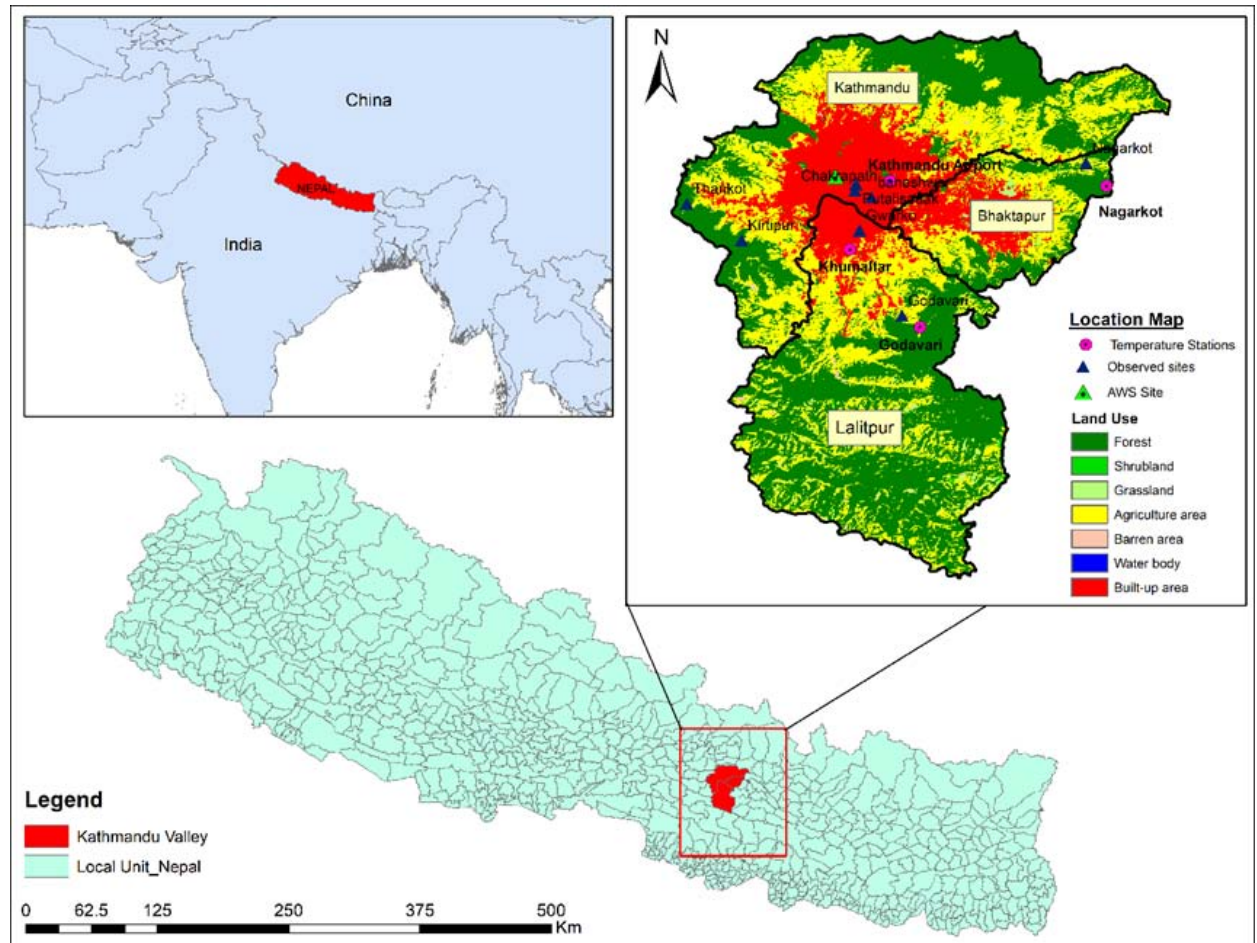 China
NEPAL
India
N
Kathmandu
Nagarkot
Kathmandu Airport
Chakrapath
Thankot
Putalisadak
Nagarkot
Gwarko
Bhaktapur
Kirtipur
Khumaltar
Godavari
Godavari
Lalitpur
Location Map
Temperature Stations
Observed sites
AWS Site
Land Use
Forest
Shrubland
Grassland
Agriculture area
Barren area
Water body
Built-up area
Legend
Kathmandu Valley
Local Unit_Nepal
0 62.5 125 250 375 500
Km